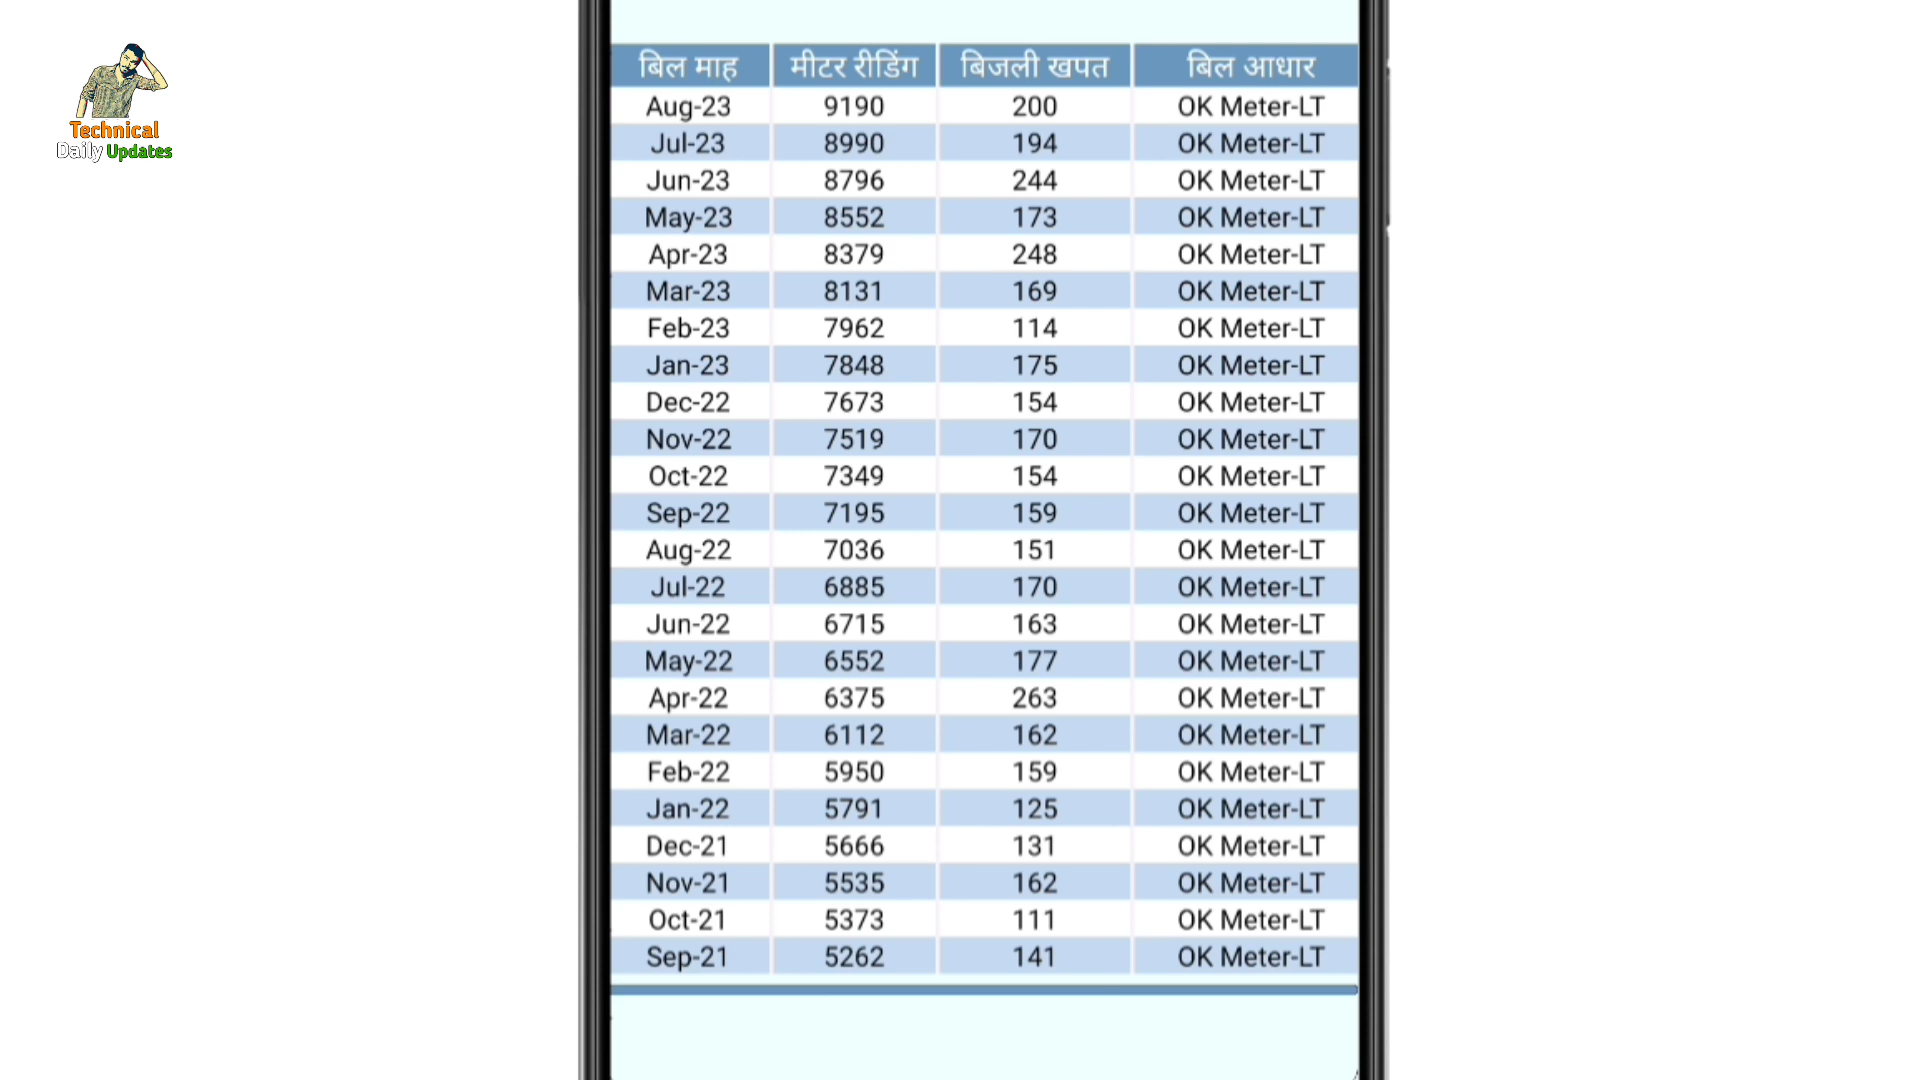 Technical
Daily Updates
बिल माह मीटर रीडिंग बिजली खपत बिल आधार
Aug-23 9190 200 OK Meter-LT
Jul-23 8990 194 OK Meter-LT
Jun-23 8796 244 OK Meter-LT
May-23 8552 173 OK Meter-LT
Apr-23 8379 248 OK Meter-LT
Mar-23 8131 169 OK Meter-LT
Feb-23 7962 114 OK Meter-LT
Jan-23 7848 175 OK Meter-LT
Dec-22 7673 154 OK Meter-LT
Nov-22 7519 170 OK Meter-LT
Oct-22 7349 154 OK Meter-LT
Sep-22 7195 159 OK Meter-LT
Aug-22 7036 151 OK Meter-LT
Jul-22 6885 170 OK Meter-LT
Jun-22 6715 163 OK Meter-LT
May-22 6552 177 OK Meter-LT
Apr-22 6375 263 OK Meter-LT
Mar-22 6112 162 OK Meter-LT
Feb-22 5950 159 OK Meter-LT
Jan-22 5791 125 OK Meter-LT
Dec-21 5666 131 OK Meter-LT
Nov-21 5535 162 OK Meter-LT
Oct-21 5373 111 OK Meter-LT
Sep-21 5262 141 OK Meter-LT